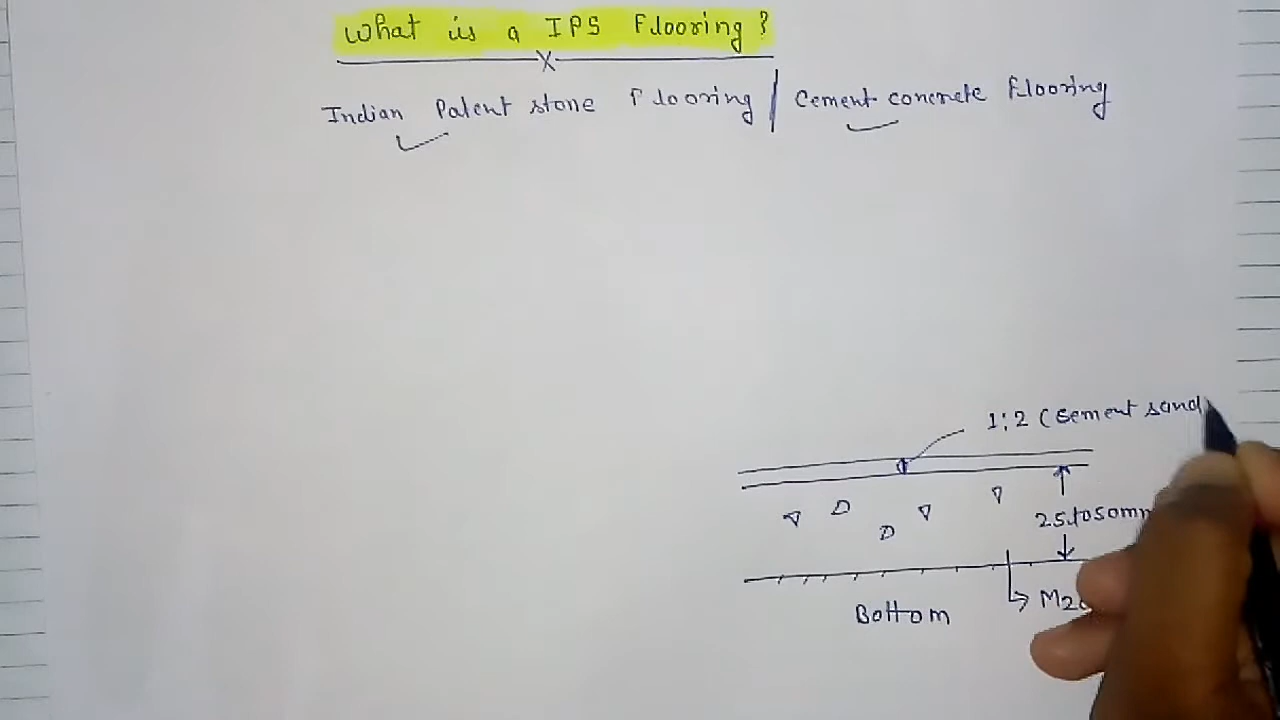 What is a IPS Flooring?
Indian Patent stone Flooring / Cement concrete Flooring
1:2 (Cement sand
25 to 50mm
Bottom